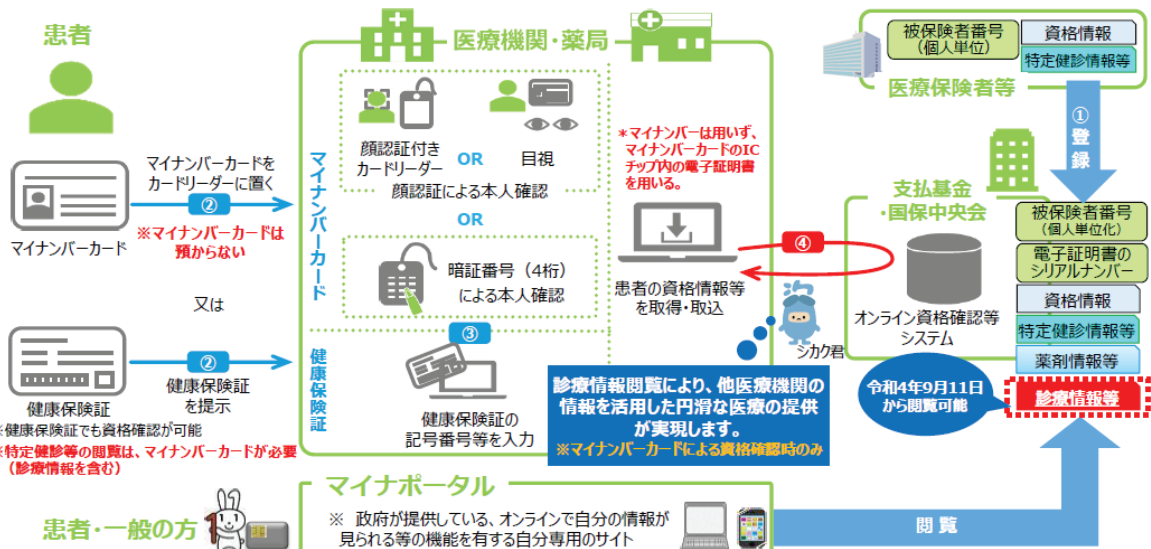 患者
マイナンバーカード
マイナンバーカードを
カードリーダーに置く
②
※マイナンバーカードは
預からない
又は
健康保険証
②
健康保険証
を提示
※健康保険証でも資格確認が可能
※特定健診等の閲覧は、マイナンバーカードが必要
（診療情報を含む）
医療機関・薬局
マイナンバーカード
顔認証付き
カードリーダー
OR
目視
顔認証による本人確認
OR
暗証番号（4桁）
による本人確認
健康保険証
③
健康保険証の
記号番号等を入力
＊マイナンバーは用いず、
マイナンバーカードのIC
チップ内の電子証明書
を用いる。
患者の資格情報等
を取得・取込
④
シカク君
診療情報閲覧により、他医療機関の
情報を活用した円滑な医療の提供
が実現します。
※マイナンバーカードによる資格確認時のみ
被保険者番号
（個人単位）
資格情報
特定健診情報等
医療保険者等
①登録
支払基金
・国保中央会
オンライン資格確認等
システム
被保険者番号
（個人単位化）
電子証明書の
シリアルナンバー
資格情報
特定健診情報等
薬剤情報等
診療情報等
令和4年9月11日
から閲覧可能
患者・一般の方
マイナポータル
※ 政府が提供している、オンラインで自分の情報が
見られる等の機能を有する自分専用のサイト
閲覧